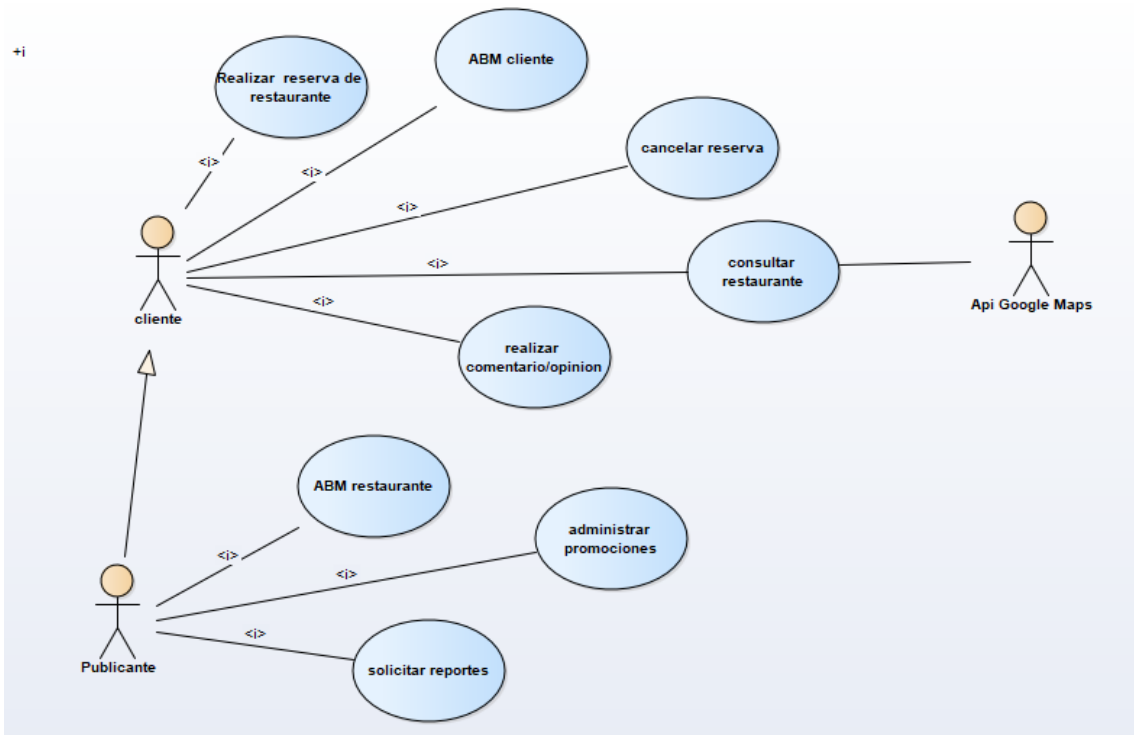 +i
Realizar reserva de
restaurante
ABM cliente
cancelar reserva
<i>
<i>
<i>
<i>
<i>
consultar
restaurante
cliente
Api Google Maps
realizar
comentario/opinion
ABM restaurante
administrar
promociones
<i>
<i>
<i>
Publicante
solicitar reportes